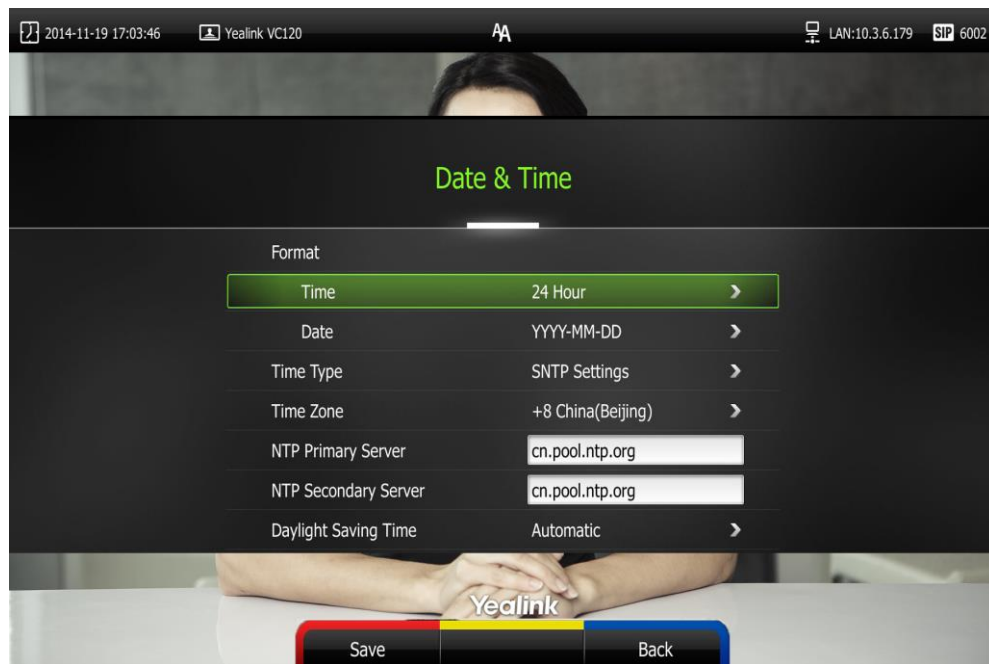 2014-11-19 17:03:46 Yealink VC120 AA LAN:10.3.6.179 SIP 6002
Date & Time
Format
Time 24 Hour
Date YYYY-MM-DD
Time Type SNTP Settings
Time Zone +8 China(Beijing)
NTP Primary Server cn.pool.ntp.org
NTP Secondary Server cn.pool.ntp.org
Daylight Saving Time Automatic
Yealink
Save Back